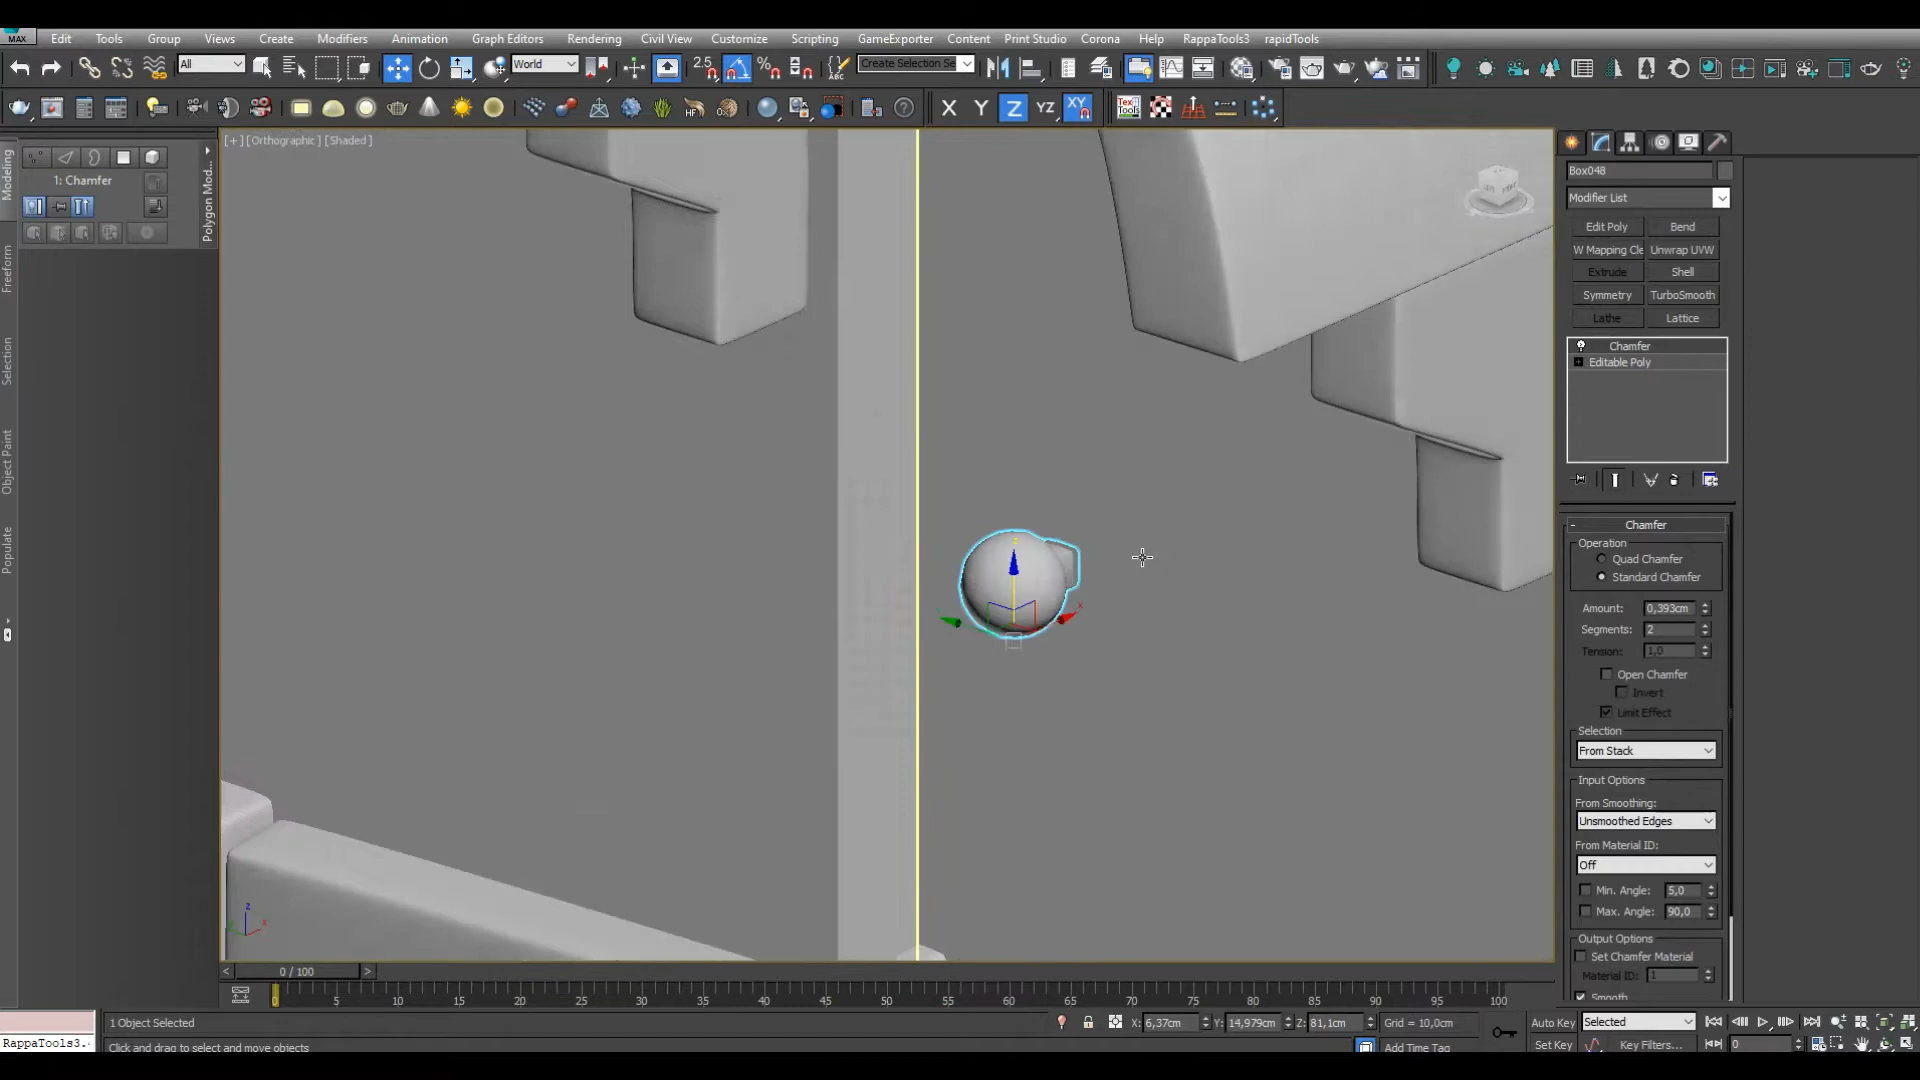 MAX Edit Tools Group Views Create Modifiers Animation Graph Editors Rendering Civil View Customize Scripting GameExporter Content Print Studio Corona Help RappaTools3 rapidTools
All World 2.5 % ABC Create Selection Se
HF X Y Z YZ XY Tex Tools
[+] [Orthographic] [Shaded]
Modeling
Freeform
Selection
Object Paint
Populate
1: Chamfer
Polygon Mod...
Box048
Modifier List
Edit Poly Bend
W Mapping Cle Unwrap UVW
Extrude Shell
Symmetry TurboSmooth
Lathe Lattice
Chamfer
Editable Poly
Chamfer
Operation
Quad Chamfer
Standard Chamfer
Amount: 0,393cm
Segments: 2
Tension: 1,0
Open Chamfer
Invert
Limit Effect
Selection
From Stack
Input Options
From Smoothing:
Unsmoothed Edges
From Material ID:
Off
Min. Angle: 5,0
Max. Angle: 90,0
Output Options
Set Chamfer Material
Material ID: 1
Smooth
z
x
z
x
< 0 / 100 >
0 5 10 15 20 25 30 35 40 45 50 55 60 65 70 75 80 85 90 95 100
1 Object Selected X: 6,37cm Y: 14,979cm Z: 81,1cm Grid = 10,0cm Auto Key Selected
RappaTools3. Click and drag to select and move objects Add Time Tag Set Key Key Filters... 0